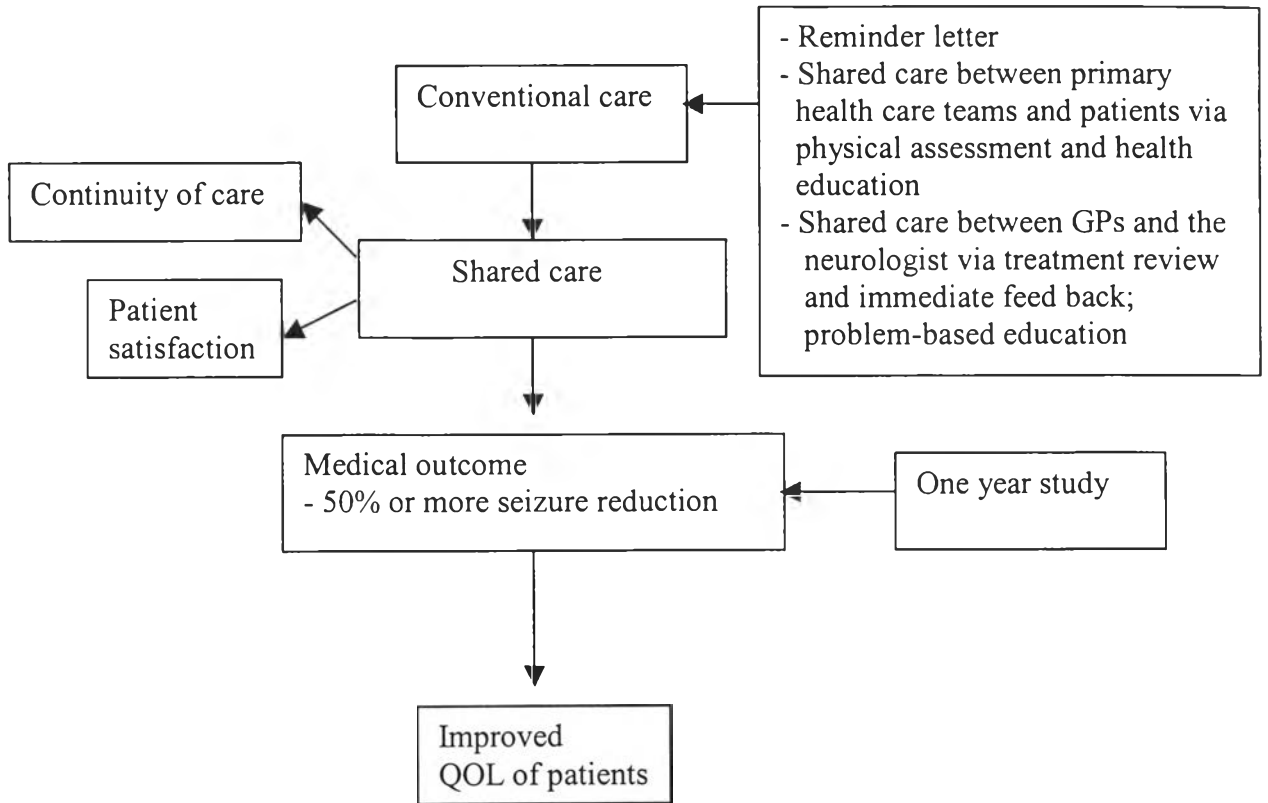 Conventional care
- Reminder letter
- Shared care between primary
health care teams and patients via
physical assessment and health
education
- Shared care between GPs and the
neurologist via treatment review
and immediate feed back;
problem-based education
Continuity of care
Shared care
Patient
satisfaction
Medical outcome
- 50% or more seizure reduction
One year study
Improved
QOL of patients